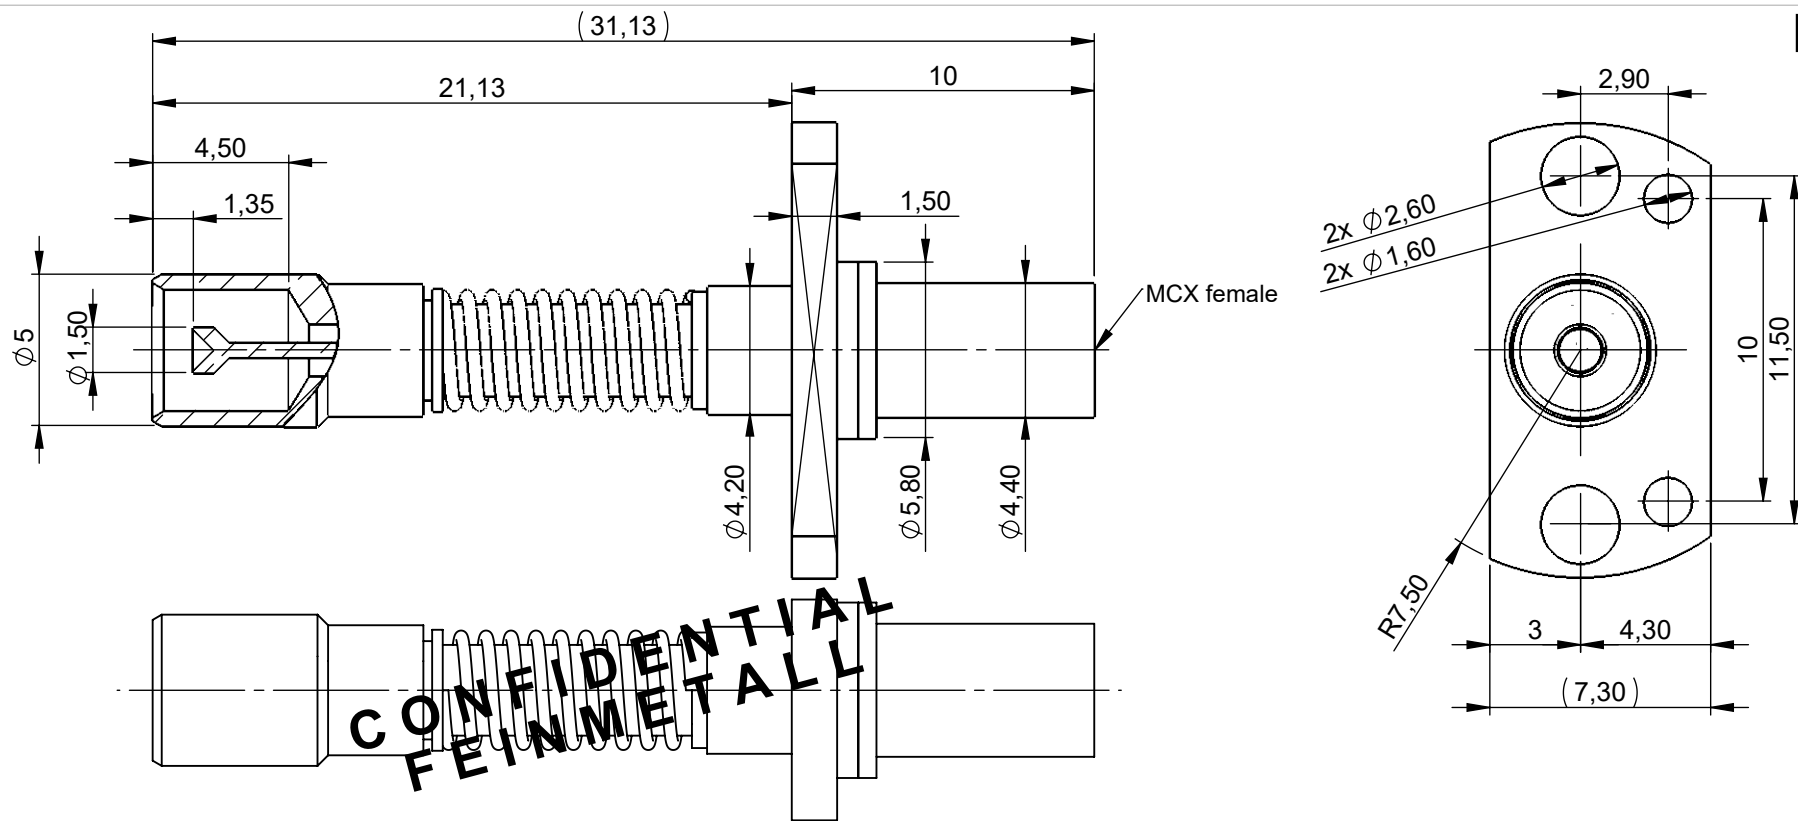 (31,13)
21,13
10
4,50
1,35
1,50
⌀5
⌀1,50
MCX female
⌀4,20
⌀5,80
⌀4,40
2,90
2x ⌀2,60
2x ⌀1,60
10
11,50
R7,50
3
4,30
(7,30)
CONFIDENTIAL
FEINMETALL